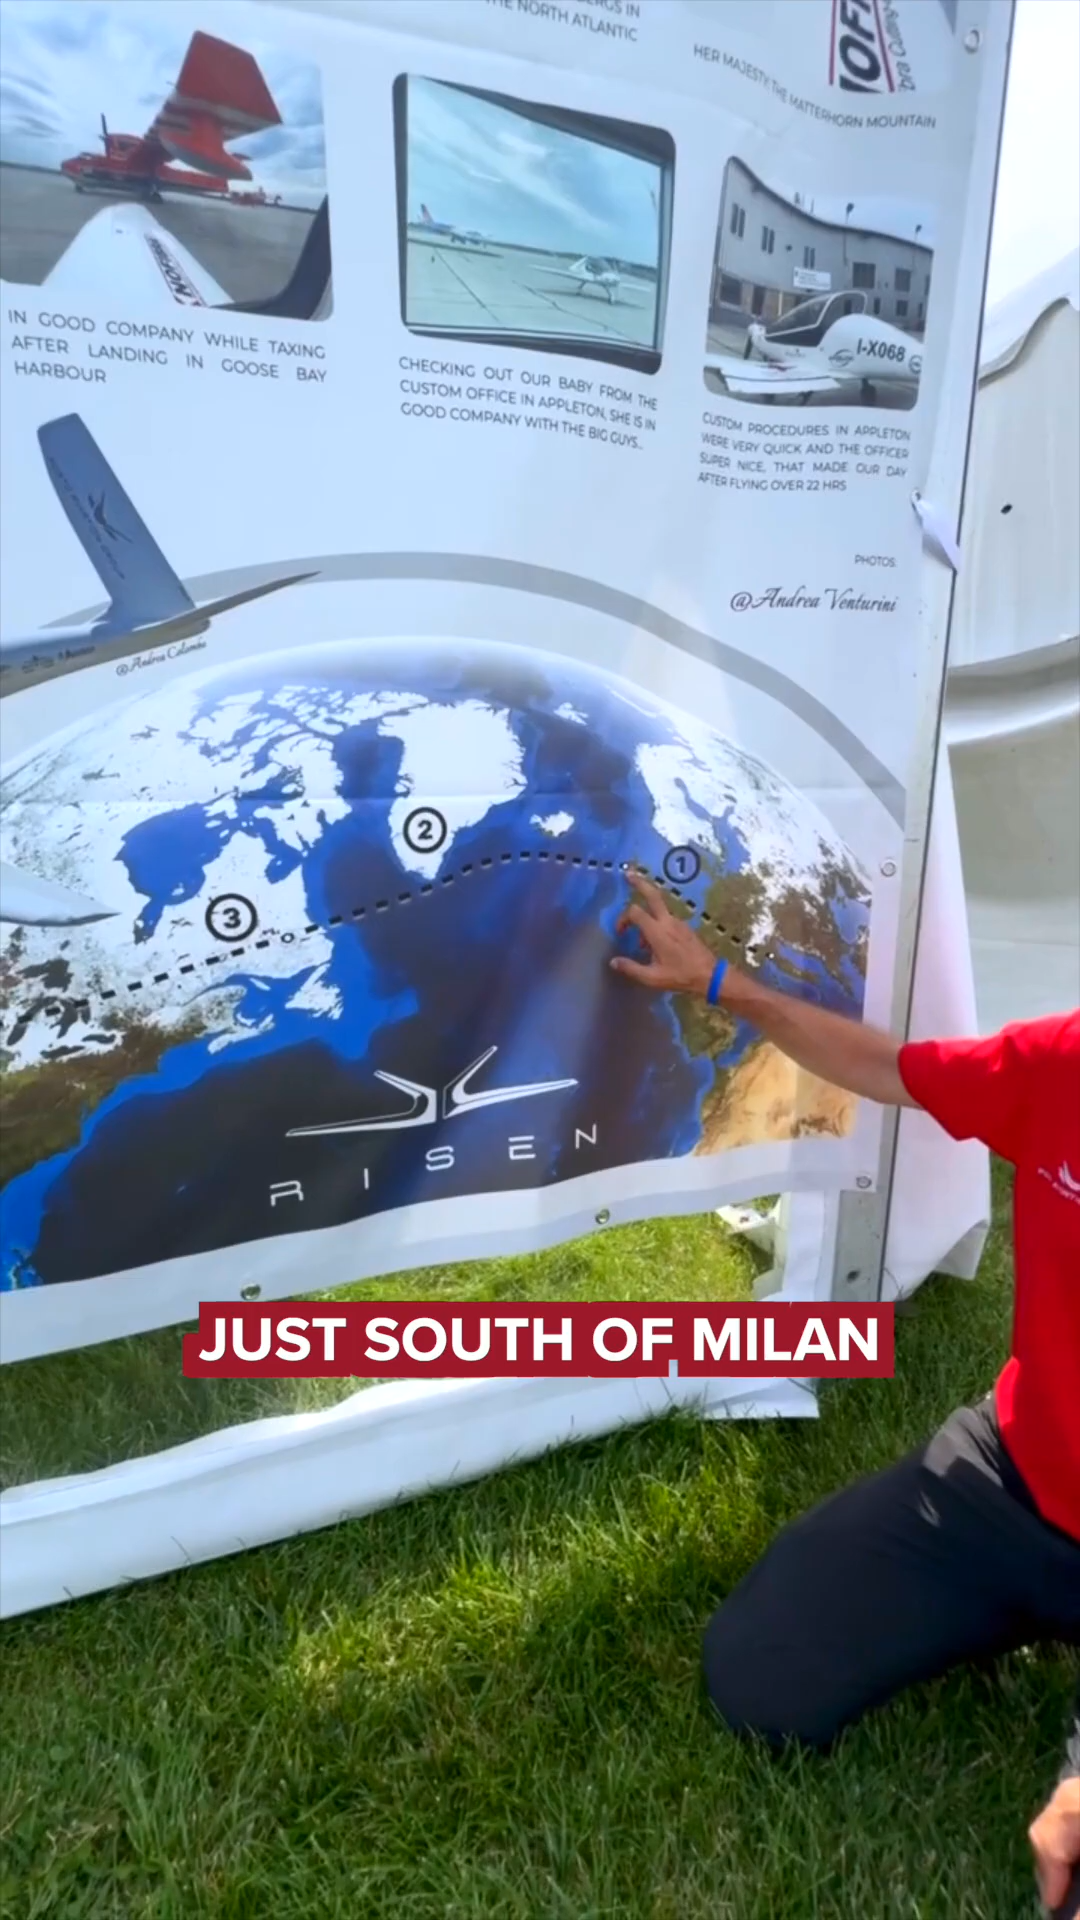 THE NORTH ATLANTIC
HER MAJESTY, THE MATTERHORN MOUNTAIN
IN GOOD COMPANY WHILE TAXING
AFTER LANDING IN GOOSE BAY
HARBOUR
CHECKING OUT OUR BABY FROM THE
CUSTOM OFFICE IN APPLETON, SHE IS IN
GOOD COMPANY WITH THE BIG GUYS...
I-X068
CUSTOM PROCEDURES IN APPLETON
WERE VERY QUICK AND THE OFFICER
SUPER NICE, THAT MADE OUR DAY
AFTER FLYING OVER 22 HRS
PHOTOS:
@Andrea Venturini
@Andrea Colombo
2
1
3
RISEN
JUST SOUTH OF MILAN